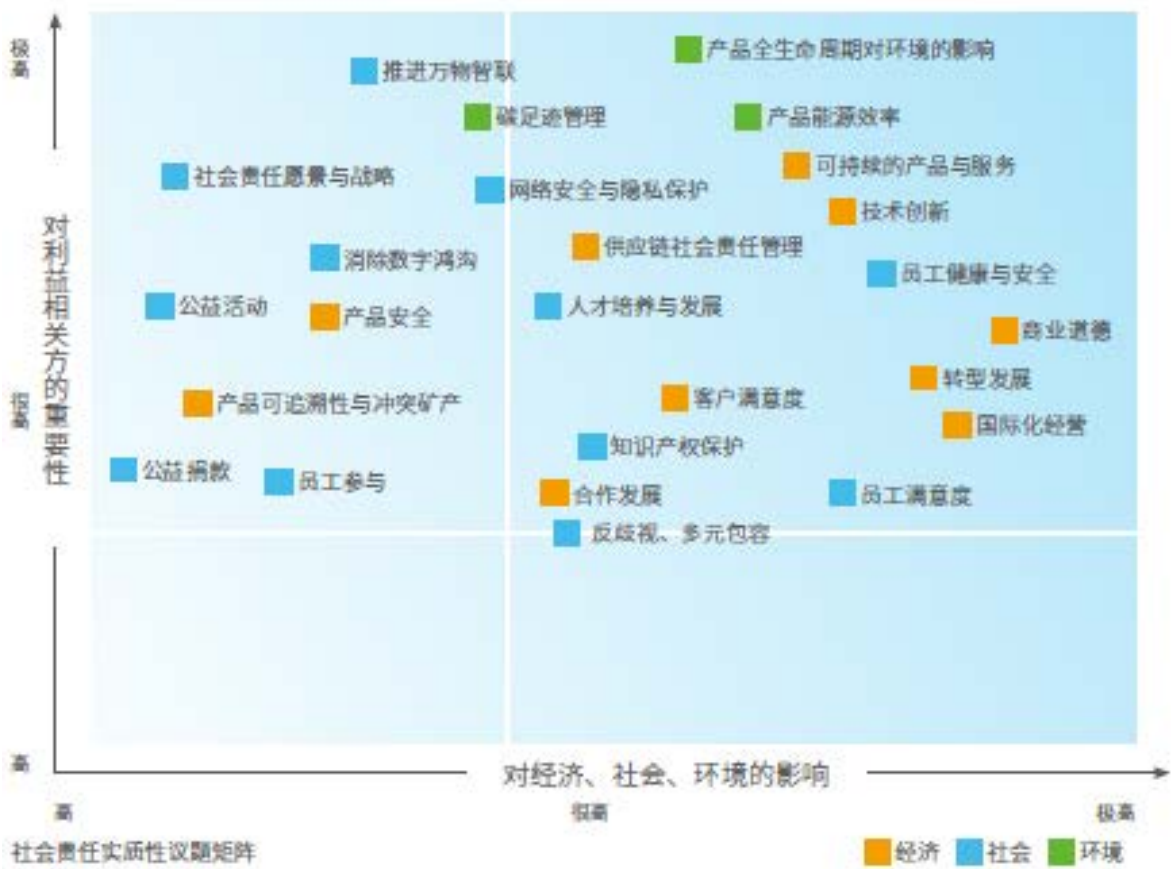 极高
产品全生命周期对环境的影响
推进万物智联
碳足迹管理
产品能源效率
可持续的产品与服务
社会责任愿景与战略
网络安全与隐私保护
技术创新
供应链社会责任管理
消除数字鸿沟
员工健康与安全
公益活动
产品安全
人才培养与发展
商业道德
转型发展
对利益相关方的重要性
很高
产品可追溯性与冲突矿产
客户满意度
国际化经营
知识产权保护
公益捐款
员工参与
合作发展
员工满意度
反歧视、多元包容
高
对经济、社会、环境的影响
高
很高
极高
社会责任实质性议题矩阵
经济
社会
环境